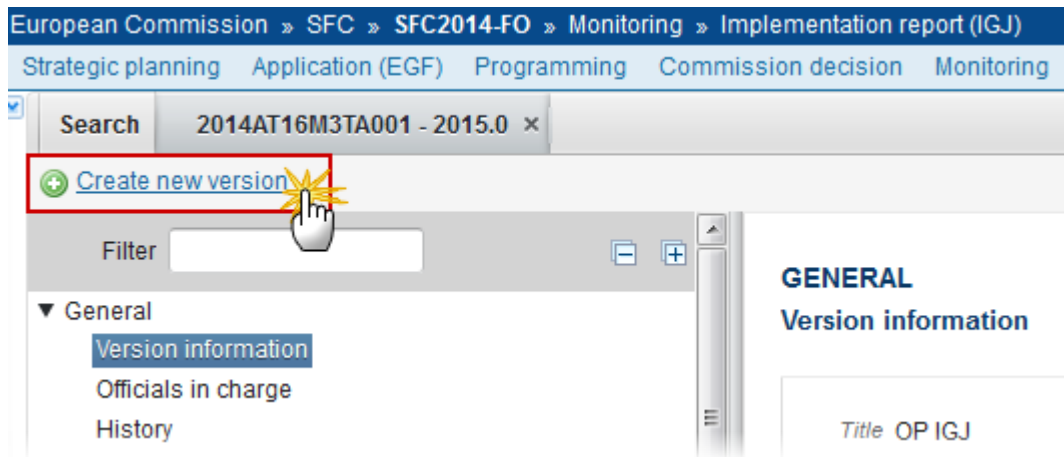 European Commission » SFC » SFC2014-FO » Monitoring » Implementation report (IGJ)
Strategic planning Application (EGF) Programming Commission decision Monitoring
Search 2014AT16M3TA001 - 2015.0 ×
Create new version
Filter
GENERAL
▼ General
Version information
Version information
Officials in charge
History
Title OP IGJ